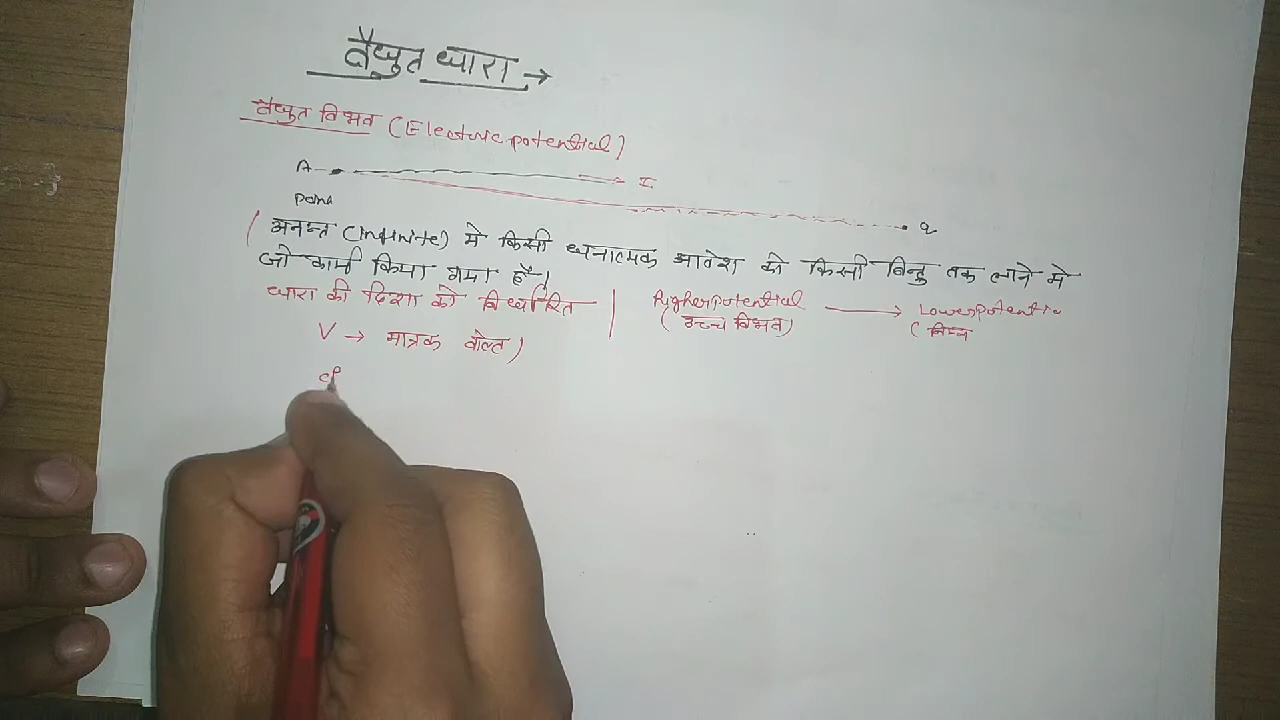 वैधुत धारा →
वैधुत विभव (Electric potential)
A I
Point Q
अनन्त (Infinite) मे किसी धनात्मक आवेश को किसी बिन्दु तक लाने मे
जो कार्य किया गया हैं।
धारा की दिशा को निर्धारित | Higher potential → Lower potential
(उच्च विभव) (निम्न
V → मात्रक वोल्ट)